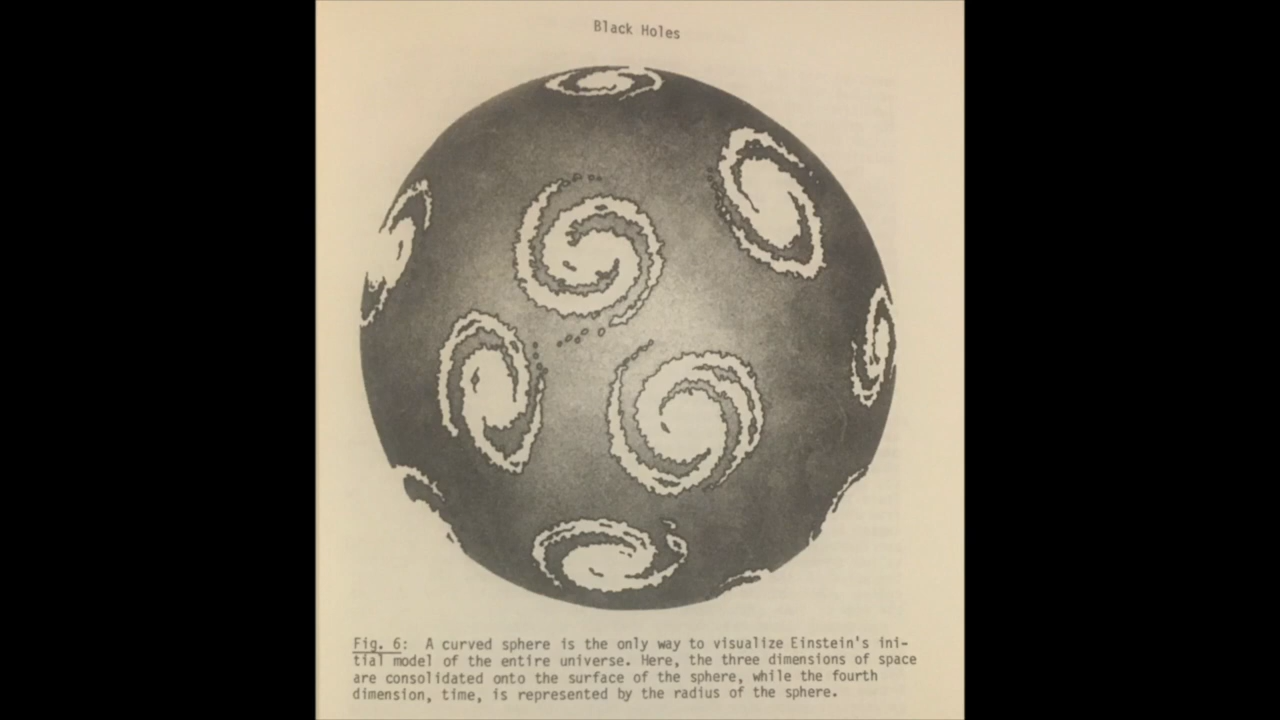 Black Holes
Fig. 6: A curved sphere is the only way to visualize Einstein's ini-
tial model of the entire universe. Here, the three dimensions of space
are consolidated onto the surface of the sphere, while the fourth
dimension, time, is represented by the radius of the sphere.